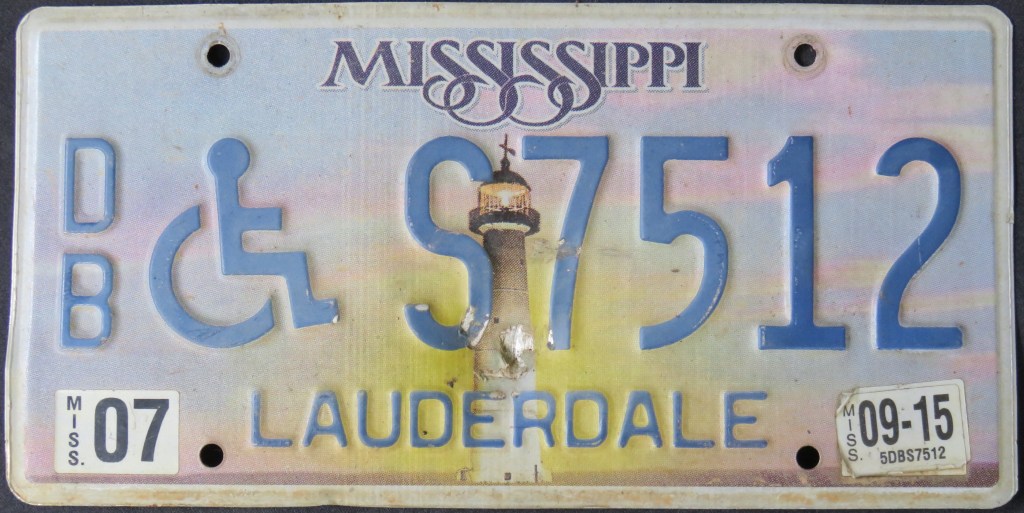 MISSISSIPPI
DB S7512
MISS. 07
LAUDERDALE
MISS. 09-15
5DBS7512